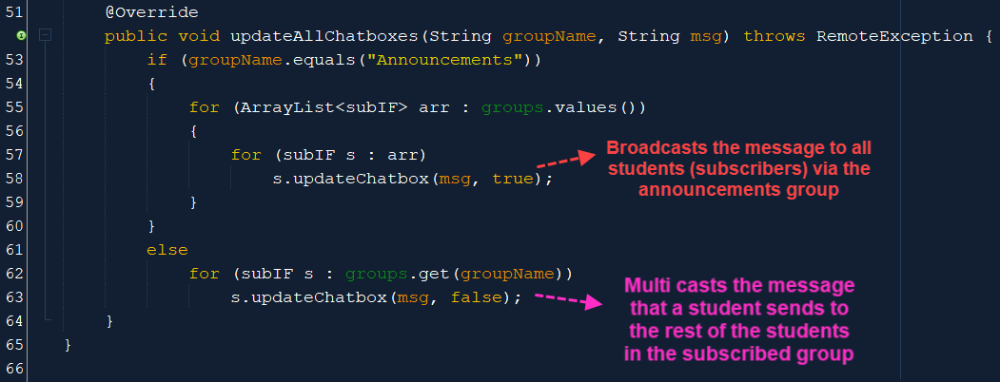 51 @Override
public void updateAllChatboxes(String groupName, String msg) throws RemoteException {
53 if (groupName.equals("Announcements"))
54 {
55 for (ArrayList<subIF> arr : groups.values())
56 {
57 for (subIF s : arr)
58 s.updateChatbox(msg, true);
59 }
60 }
61 else
62 for (subIF s : groups.get(groupName))
63 s.updateChatbox(msg, false);
64 }
65 }
66
Broadcasts the message to all
students (subscribers) via the
announcements group
Multi casts the message
that a student sends to
the rest of the students
in the subscribed group